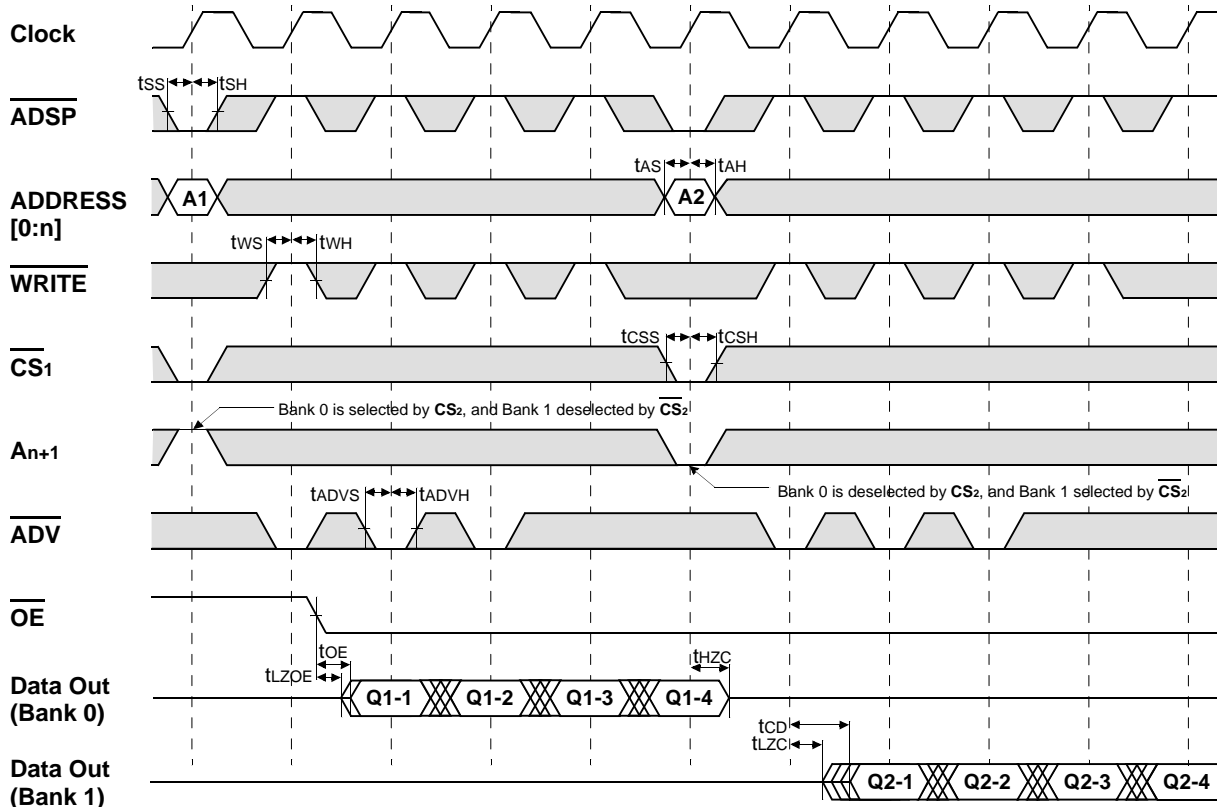 Clock
tSS tSH
ADSP
tAS tAH
ADDRESS
[0:n]
A1 A2
tWS tWH
WRITE
tCSS tCSH
CS1
Bank 0 is selected by CS2, and Bank 1 deselected by CS2
An+1
tADVS tADVH
Bank 0 is deselected by CS2, and Bank 1 selected by CS2
ADV
OE
tOE tHZC
tLZOE
Data Out
(Bank 0)
Q1-1 Q1-2 Q1-3 Q1-4
tCD
tLZC
Data Out
(Bank 1)
Q2-1 Q2-2 Q2-3 Q2-4